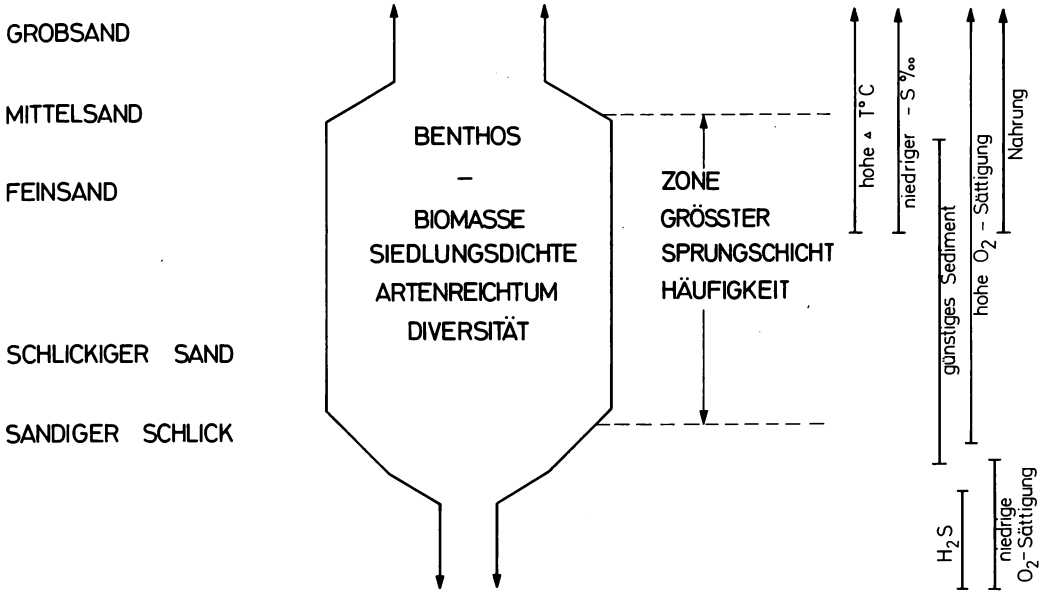 GROBSAND
MITTELSAND
FEINSAND
SCHLICKIGER SAND
SANDIGER SCHLICK
BENTHOS
–
BIOMASSE
SIEDLUNGSDICHTE
ARTENREICHTUM
DIVERSITÄT
ZONE
GRÖSSTER
SPRUNGSCHICHT
HÄUFIGKEIT
hohe ▵ T°C
niedriger - S ‰
günstiges Sediment
hohe O₂ - Sättigung
Nahrung
H₂S
niedrige
O₂- Sättigung